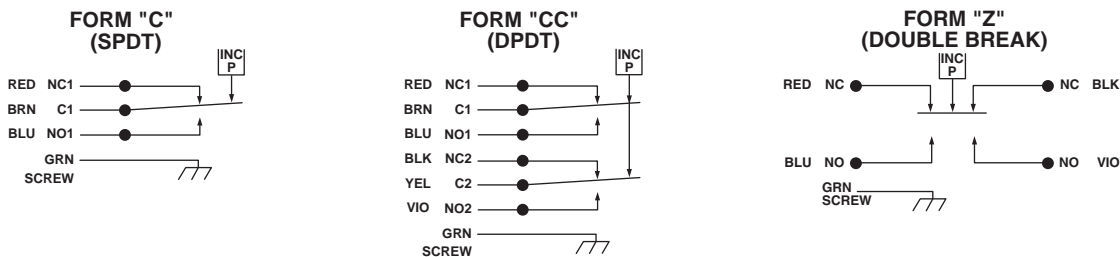 FORM "C"
(SPDT)
INC
P
RED NC1
BRN C1
BLU NO1
GRN
SCREW
FORM "CC"
(DPDT)
INC
P
RED NC1
BRN C1
BLU NO1
BLK NC2
YEL C2
VIO NO2
GRN
SCREW
FORM "Z"
(DOUBLE BREAK)
INC
P
RED NC
NC BLK
BLU NO
NO VIO
GRN
SCREW